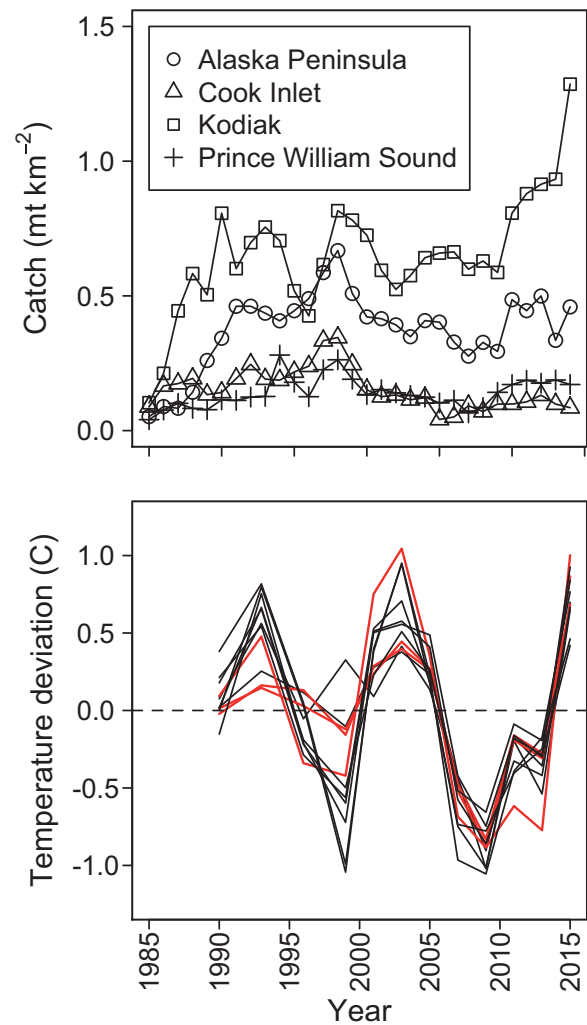 1.5
1.0
0.5
0.0
Catch (mt km⁻²)
Alaska Peninsula
Cook Inlet
Kodiak
Prince William Sound
1.0
0.5
0.0
-0.5
-1.0
Temperature deviation (C)
1985
1990
1995
2000
2005
2010
2015
Year